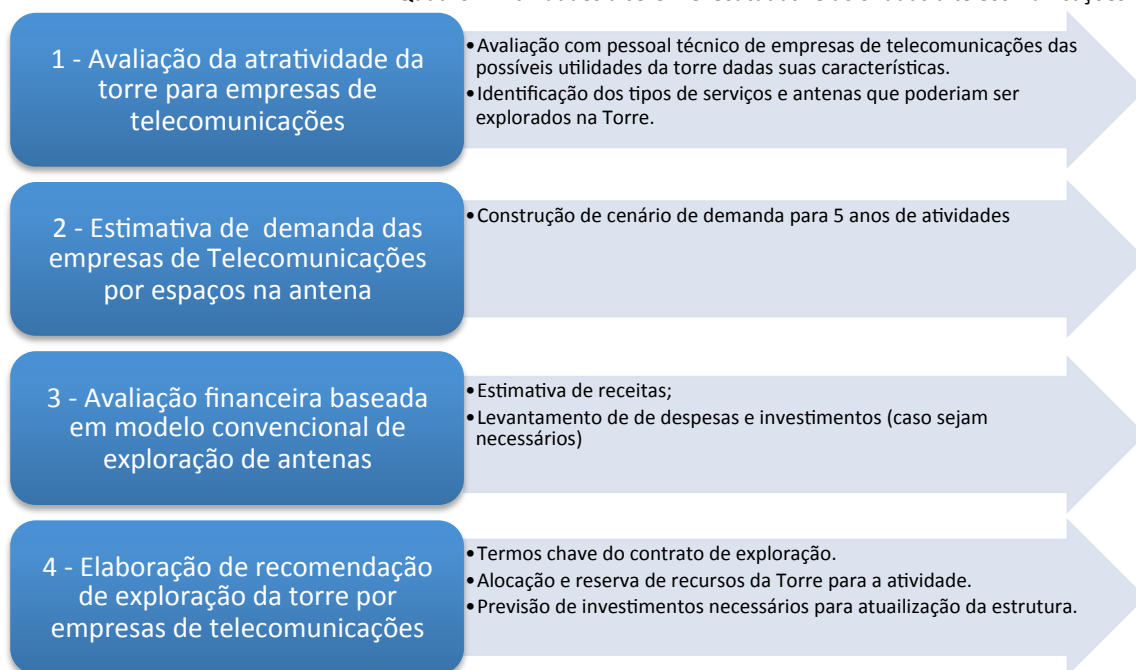 1 - Avaliação da atratividade da
torre para empresas de
telecomunicações
•Avaliação com pessoal técnico de empresas de telecomunicações das
possíveis utilidades da torre dadas suas características.
•Identificação dos tipos de serviços e antenas que poderiam ser
explorados na Torre.
2 - Estimativa de demanda das
empresas de Telecomunicações
por espaços na antena
•Construção de cenário de demanda para 5 anos de atividades
3 - Avaliação financeira baseada
em modelo convencional de
exploração de antenas
•Estimativa de receitas;
•Levantamento de de despesas e investimentos (caso sejam
necessários)
4 - Elaboração de recomendação
de exploração da torre por
empresas de telecomunicações
•Termos chave do contrato de exploração.
•Alocação e reserva de recursos da Torre para a atividade.
•Previsão de investimentos necessários para atuailização da estrutura.